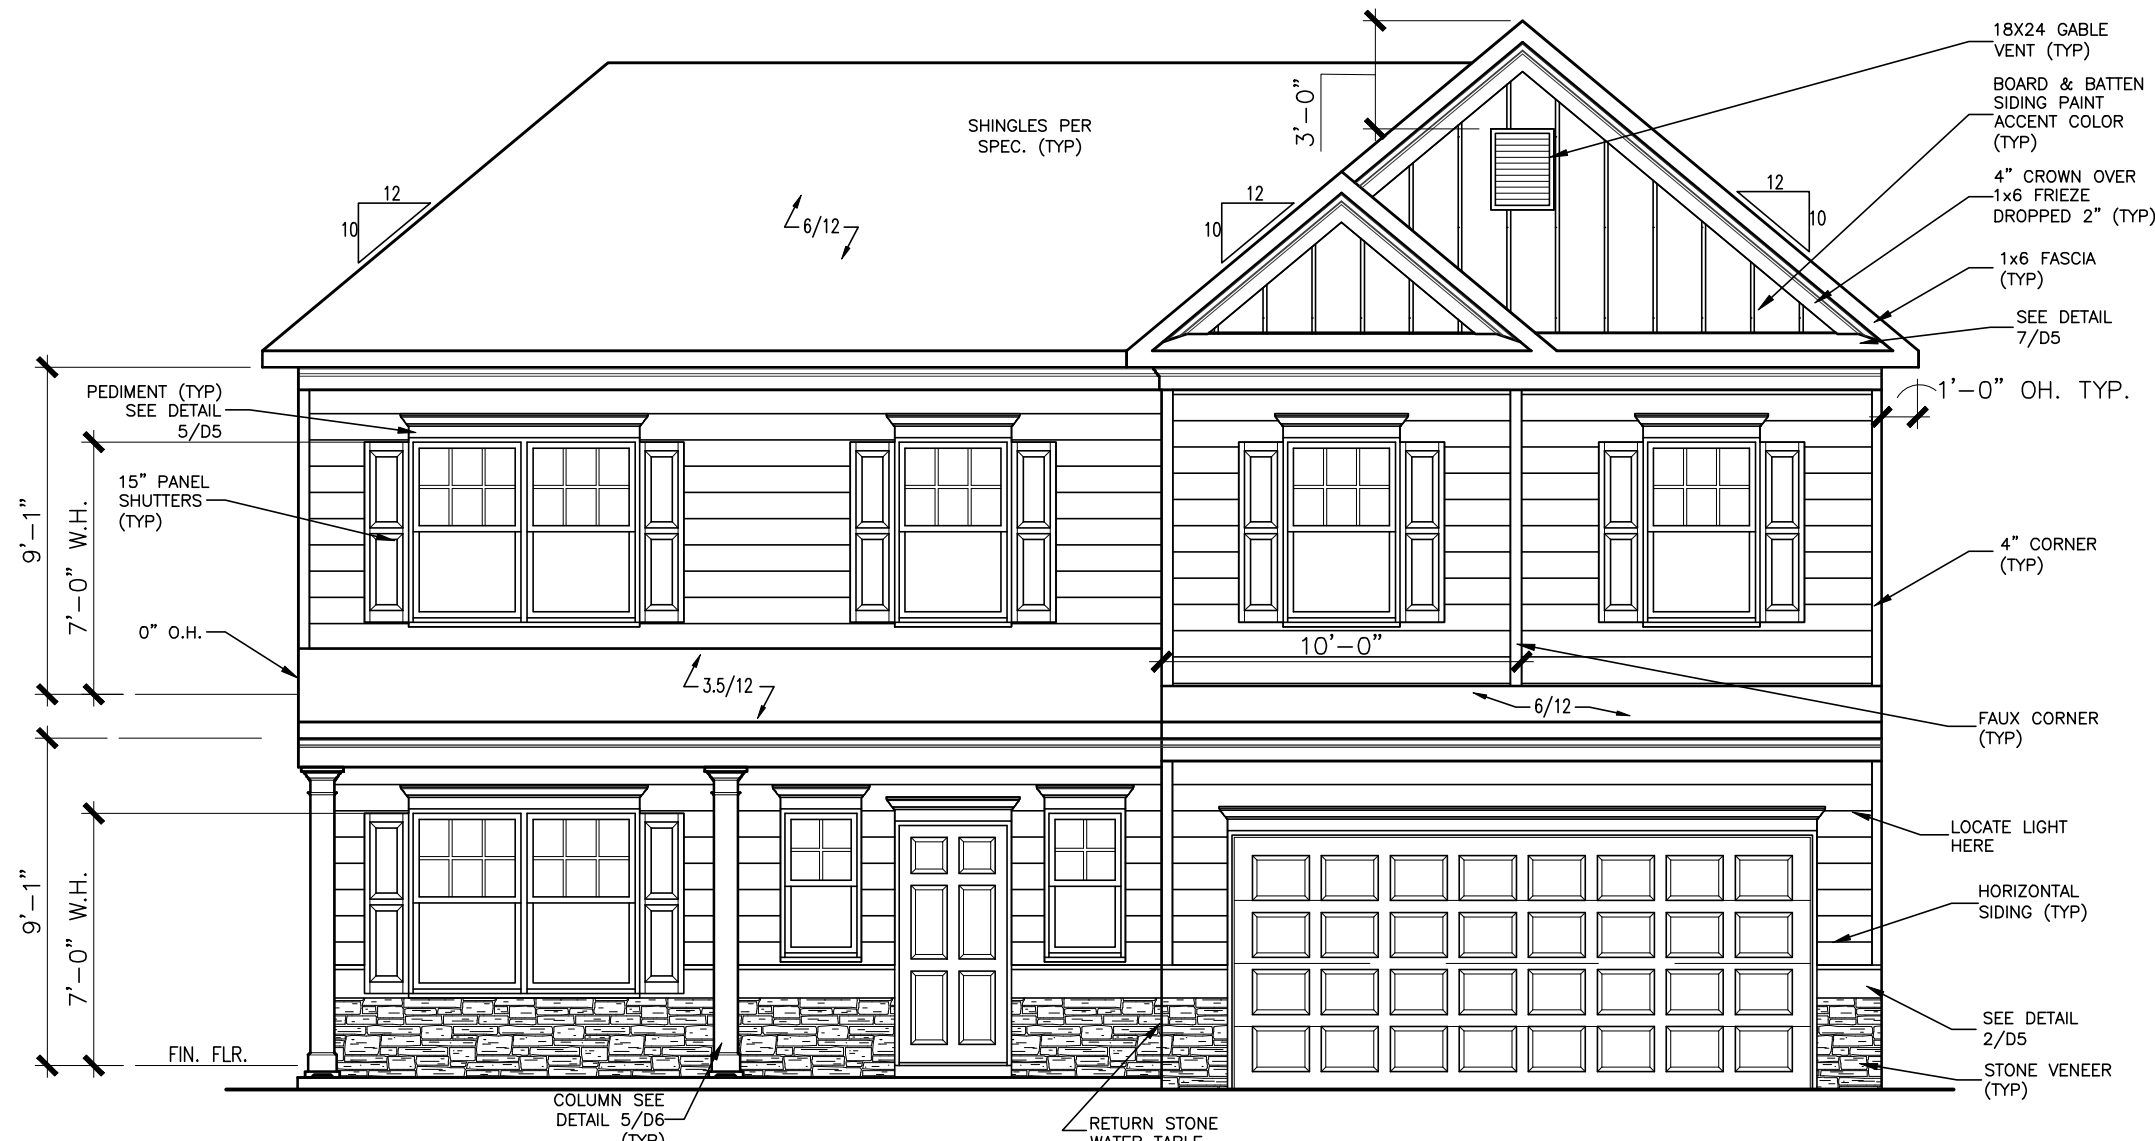 18X24 GABLE
VENT (TYP)
BOARD & BATTEN
SIDING PAINT
ACCENT COLOR
(TYP)
4” CROWN OVER
1x6 FRIEZE
DROPPED 2” (TYP)
1x6 FASCIA
(TYP)
SEE DETAIL
7/D5
3’-0”
SHINGLES PER
SPEC. (TYP)
12
10
12
10
12
10
6/12
1’-0” OH. TYP.
PEDIMENT (TYP)
SEE DETAIL
5/D5
15” PANEL
SHUTTERS
(TYP)
9’-1”
7’-0” W.H.
0” O.H.
4” CORNER
(TYP)
10’-0”
3.5/12
6/12
FAUX CORNER
(TYP)
9’-1”
7’-0” W.H.
LOCATE LIGHT
HERE
HORIZONTAL
SIDING (TYP)
SEE DETAIL
2/D5
FIN. FLR.
STONE VENEER
(TYP)
COLUMN SEE
DETAIL 5/D6
(TYP)
RETURN STONE
WATER TABLE